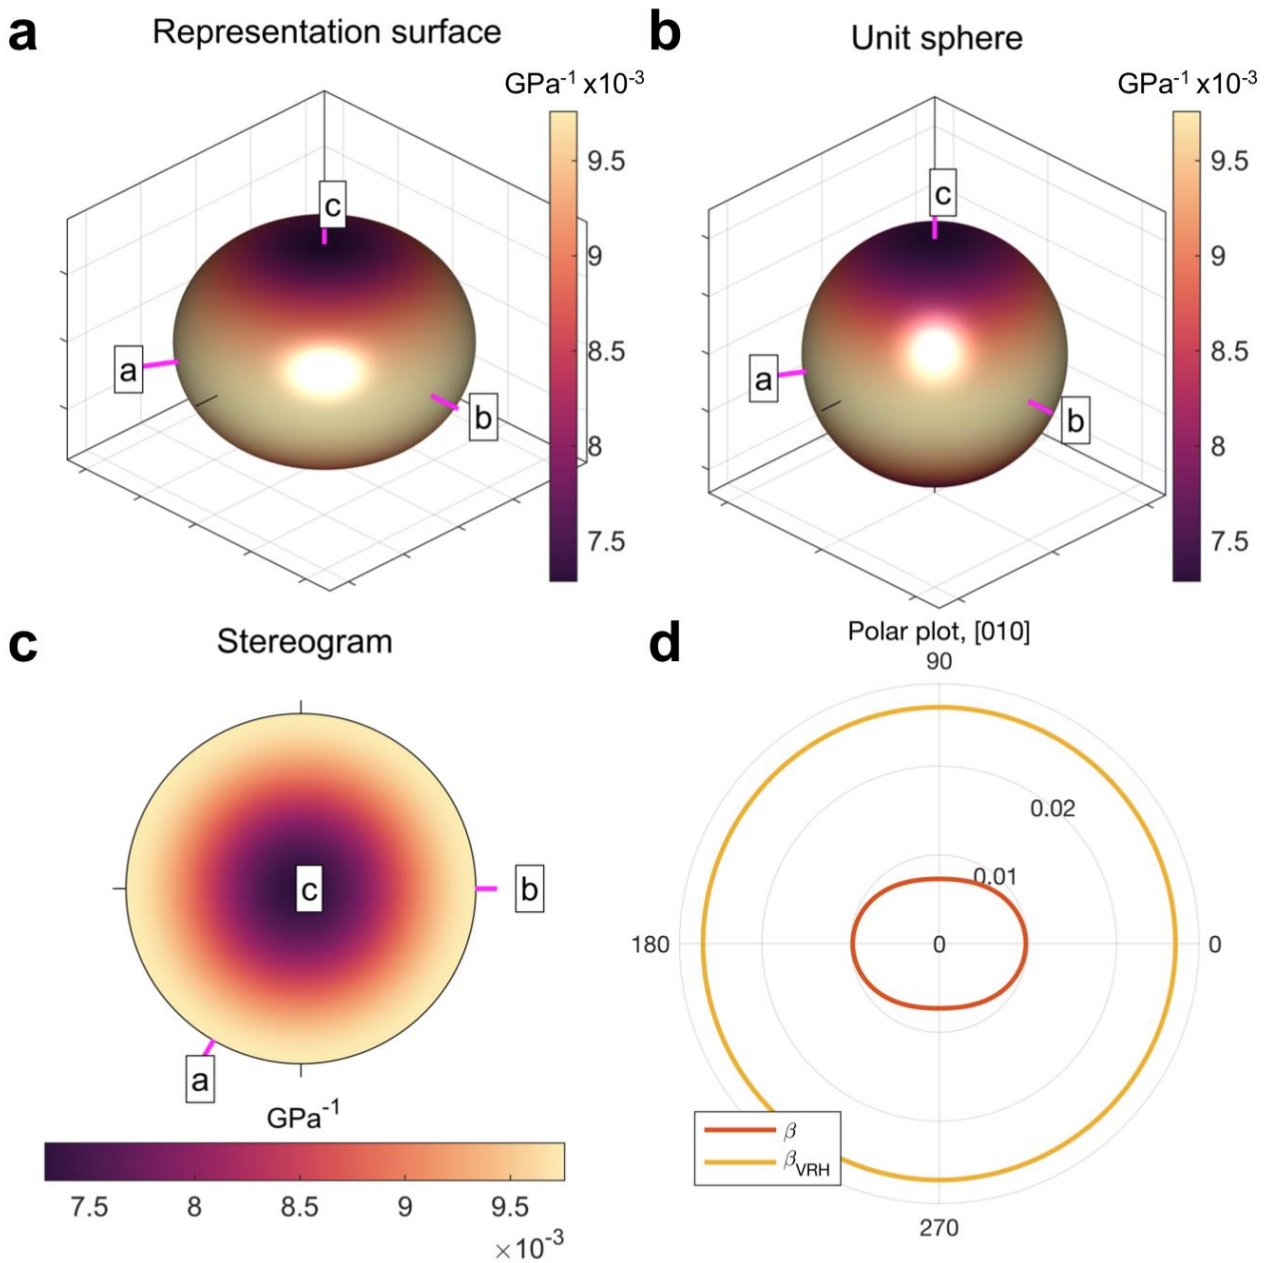 a
Representation surface
GPa-1 x10-3
c
a
b
9.5
9
8.5
8
7.5
b
Unit sphere
GPa-1 x10-3
c
a
b
9.5
9
8.5
8
7.5
c
Stereogram
c
b
a
GPa-1
7.5 8 8.5 9 9.5
×10-3
d
Polar plot, [010]
90
0.02
0.01
180 0 0
β
βVRH
270